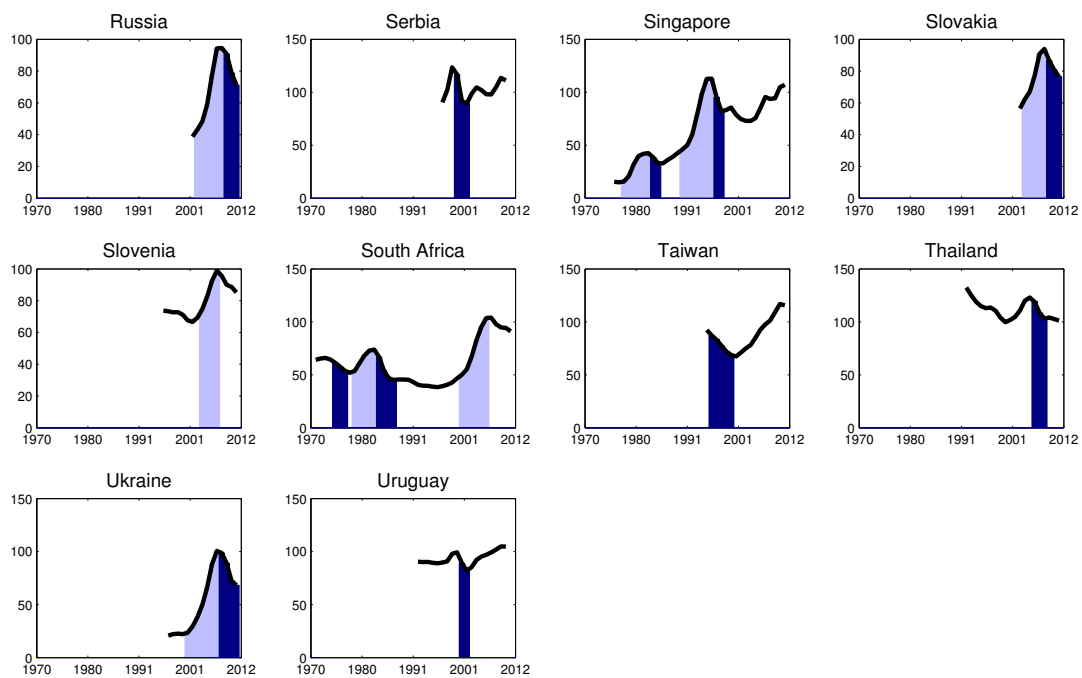 Russia Serbia Singapore Slovakia
100 150 150 100
80 80
100 100
60 60
40 50 50 40
20 20
0 0 0 0
1970 1980 1991 2001 2012 1970 1980 1991 2001 2012 1970 1980 1991 2001 2012 1970 1980 1991 2001 2012
Slovenia South Africa Taiwan Thailand
100 150 150 150
80
100 100 100
60
40 50 50 50
20
0 0 0 0
1970 1980 1991 2001 2012 1970 1980 1991 2001 2012 1970 1980 1991 2001 2012 1970 1980 1991 2001 2012
Ukraine Uruguay
150 150
100 100
50 50
0 0
1970 1980 1991 2001 2012 1970 1980 1991 2001 2012